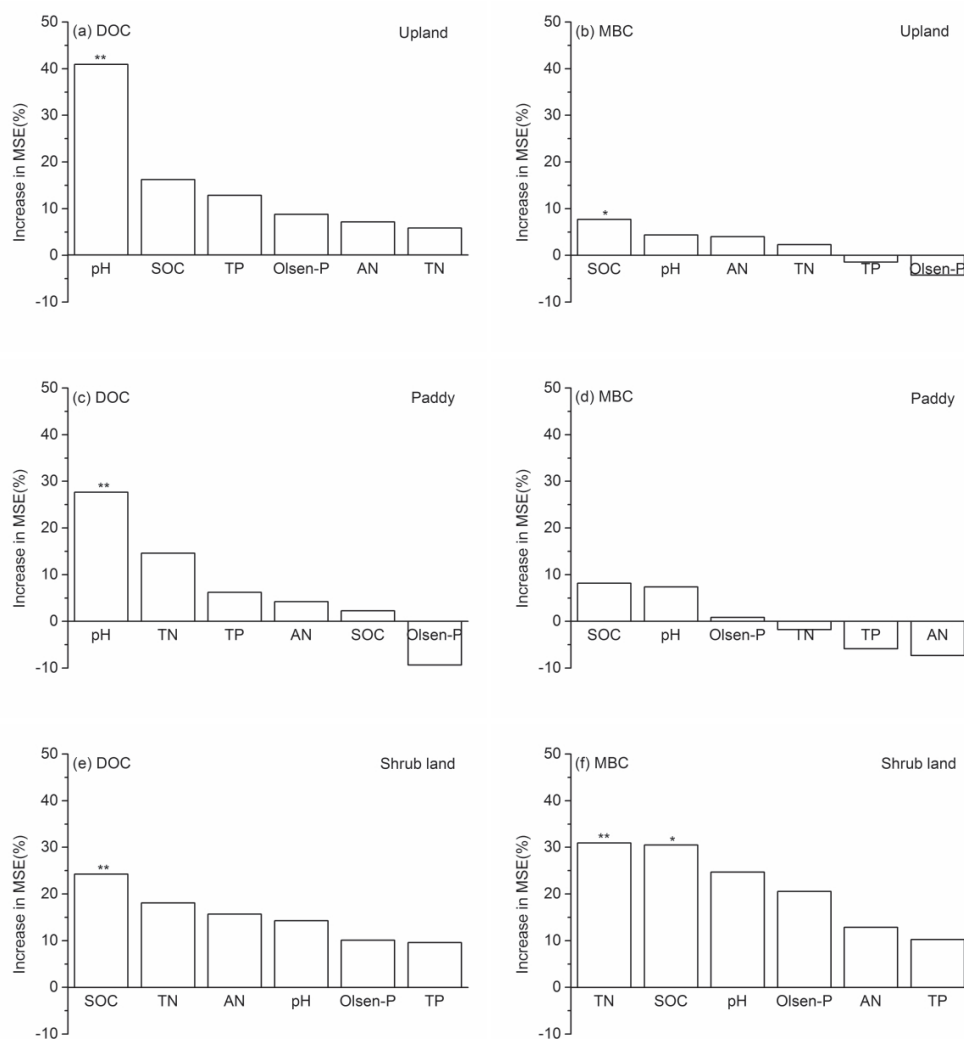 (a) DOC Upland
50
40
30
20
10
0
-10
Increase in MSE(%)
**
pH SOC TP Olsen-P AN TN
(b) MBC Upland
50
40
30
20
10
0
-10
Increase in MSE(%)
*
SOC pH AN TN TP Olsen-P
(c) DOC Paddy
50
40
30
20
10
0
-10
Increase in MSE(%)
**
pH TN TP AN SOC Olsen-P
(d) MBC Paddy
50
40
30
20
10
0
-10
Increase in MSE(%)
SOC pH Olsen-P TN TP AN
(e) DOC Shrub land
50
40
30
20
10
0
-10
Increase in MSE(%)
**
SOC TN AN pH Olsen-P TP
(f) MBC Shrub land
50
40
30
20
10
0
-10
Increase in MSE(%)
** *
TN SOC pH Olsen-P AN TP